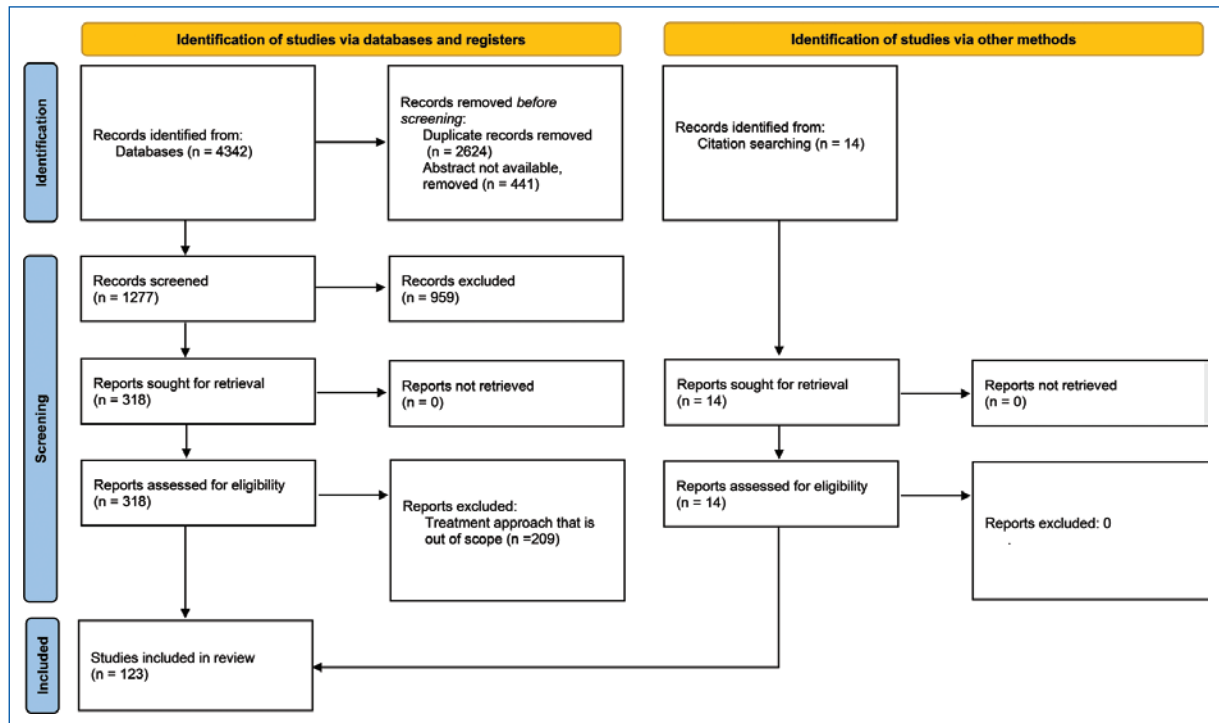 Identification of studies via databases and registers
Identification of studies via other methods
Identification
Records identified from:
Databases (n = 4342)
Records removed before
screening:
Duplicate records removed
(n = 2624)
Abstract not available,
removed (n = 441)
Records identified from:
Citation searching (n = 14)
Screening
Records screened
(n = 1277)
Records excluded
(n = 959)
Reports sought for retrieval
(n = 318)
Reports not retrieved
(n = 0)
Reports sought for retrieval
(n = 14)
Reports not retrieved
(n = 0)
Reports assessed for eligibility
(n = 318)
Reports excluded:
Treatment approach that is
out of scope (n =209)
Reports assessed for eligibility
(n = 14)
Reports excluded: 0
.
Included
Studies included in review
(n = 123)